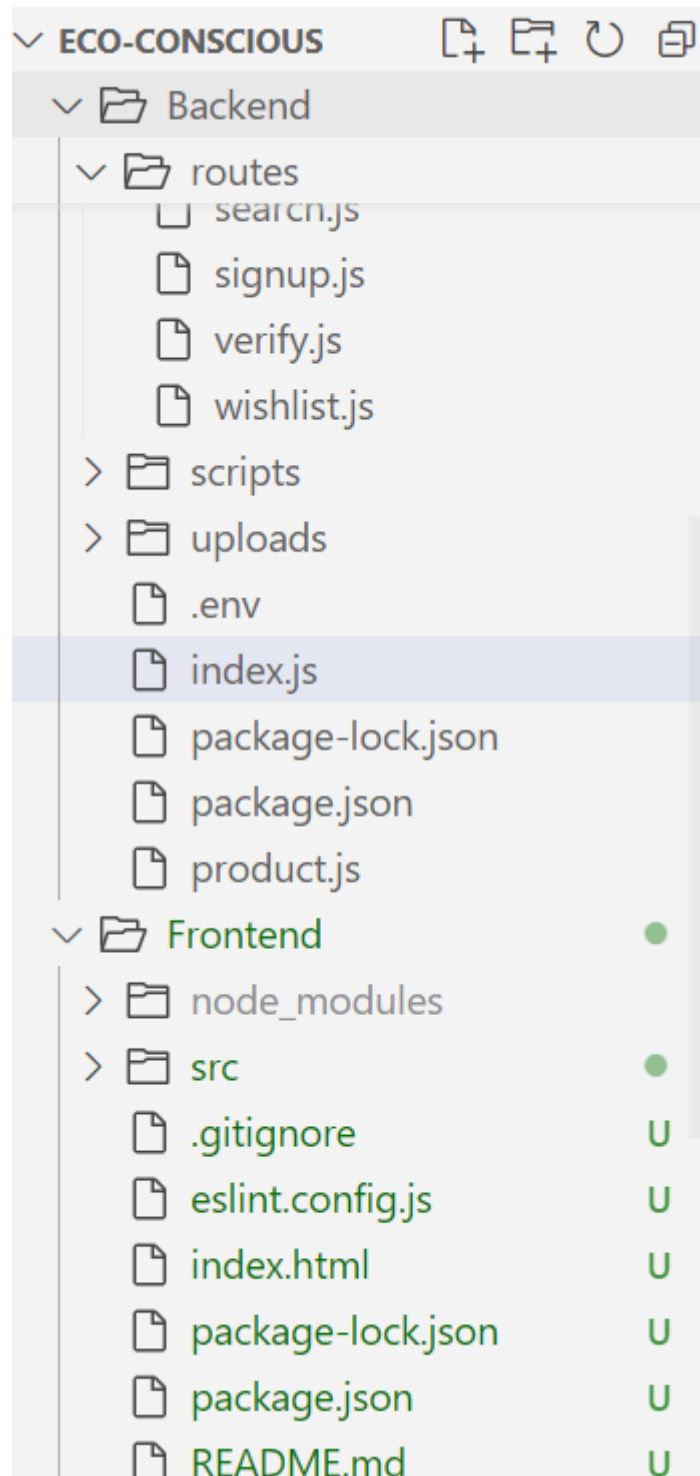 ECO-CONSCIOUS
Backend
routes
search.js
signup.js
verify.js
wishlist.js
scripts
uploads
.env
index.js
package-lock.json
package.json
product.js
Frontend
node_modules
src
.gitignore U
eslint.config.js U
index.html U
package-lock.json U
package.json U
README.md U